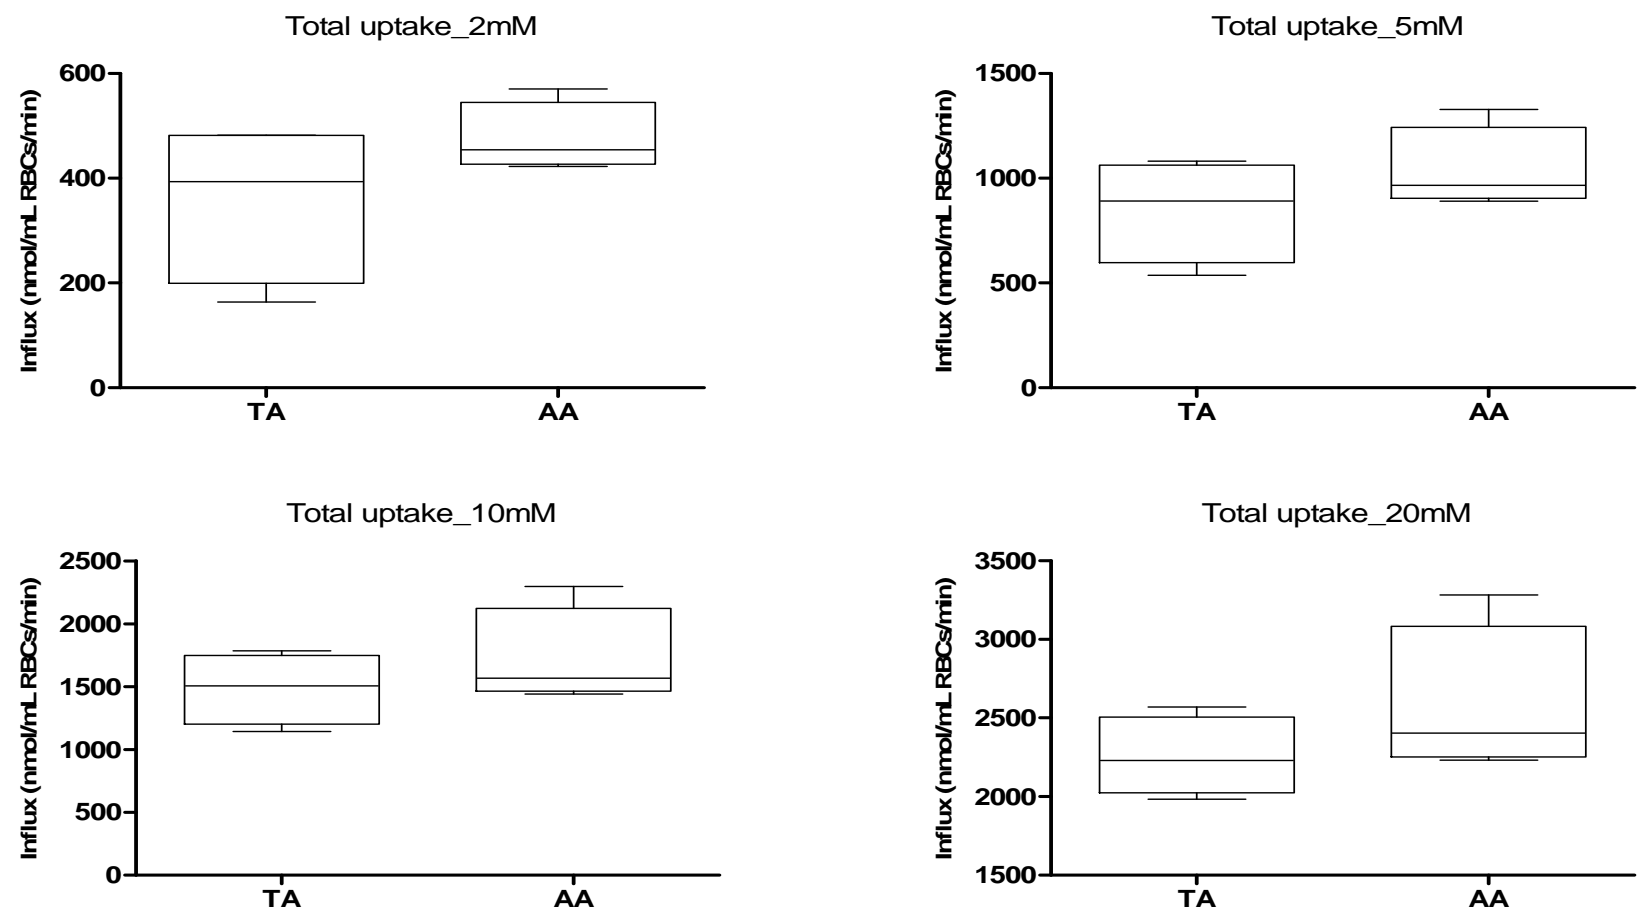 Total uptake_2mM
Influx (nmol/mL RBCs/min)
600
400
200
0
TA
AA
Total uptake_5mM
Influx (nmol/mL RBCs/min)
1500
1000
500
0
TA
AA
Total uptake_10mM
Influx (nmol/mL RBCs/min)
2500
2000
1500
1000
500
0
TA
AA
Total uptake_20mM
Influx (nmol/mL RBCs/min)
3500
3000
2500
2000
1500
TA
AA